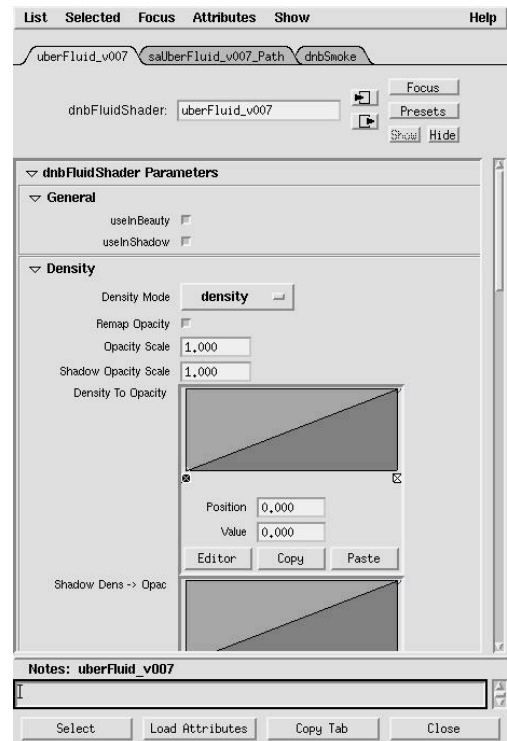 List Selected Focus Attributes Show Help
uberFluid_v007 saUberFluid_v007_Path dnbSmoke
Focus
dnbFluidShader: uberFluid_v007
Presets
Show Hide
dnbFluidShader Parameters
General
useInBeauty
useInShadow
Density
Density Mode density
Remap Opacity
Opacity Scale 1.000
Shadow Opacity Scale 1.000
Density To Opacity
Position 0.000
Value 0.000
Editor Copy Paste
Shadow Dens -> Opac
Notes: uberFluid_v007
Select Load Attributes Copy Tab Close